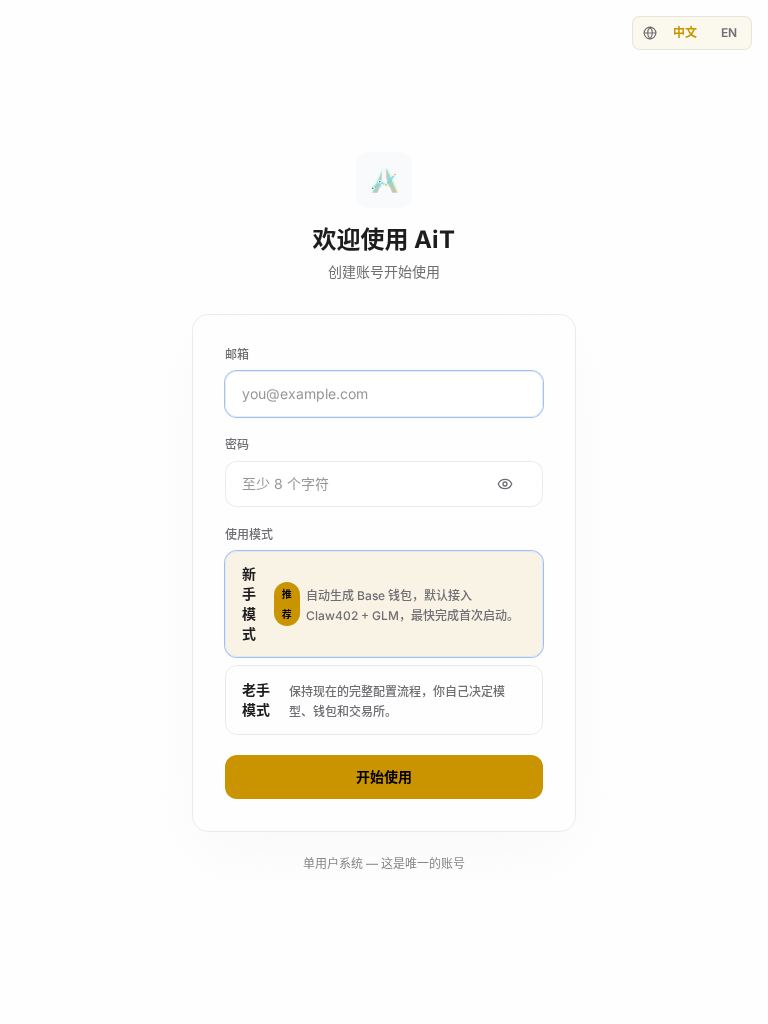 中文 EN
欢迎使用 AiT
创建账号开始使用
邮箱
you@example.com
密码
至少 8 个字符
使用模式
新手模式
推荐
自动生成 Base 钱包，默认接入
Claw402 + GLM，最快完成首次启动。
老手模式
保持现在的完整配置流程，你自己决定模
型、钱包和交易所。
开始使用
单用户系统 — 这是唯一的账号